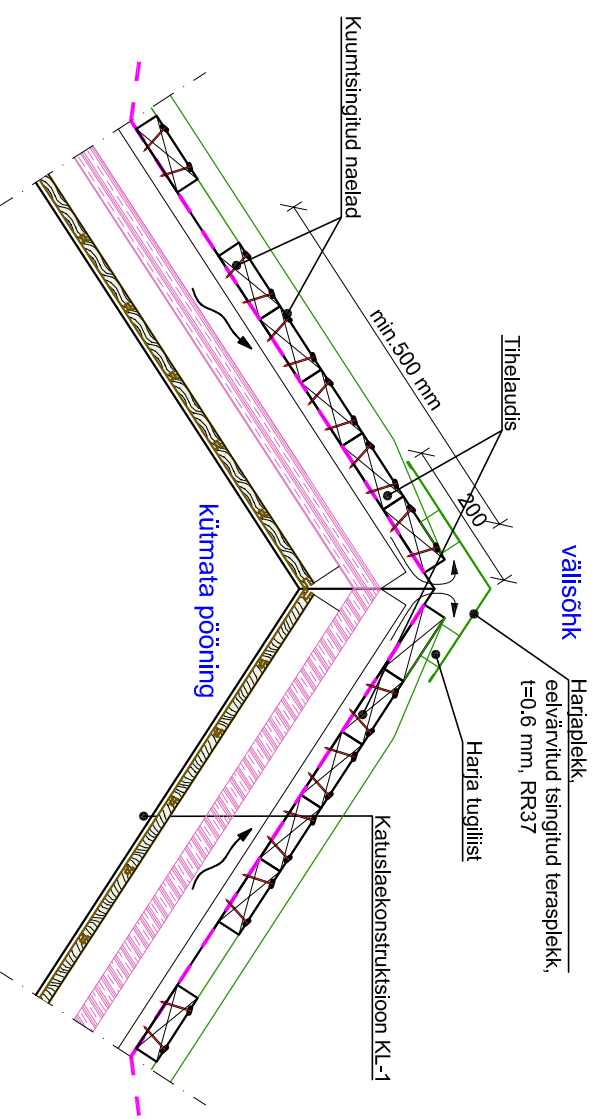 välisõhk
Harjaplekk,
eelvärvitud tsingitud terasplekk,
t=0.6 mm, RR37
Tihelaudis
200
Harja tugiliist
min.500 mm
Kuumtsingitud naelad
Katuslaekonstruktsioon KL-1
kütmata pööning